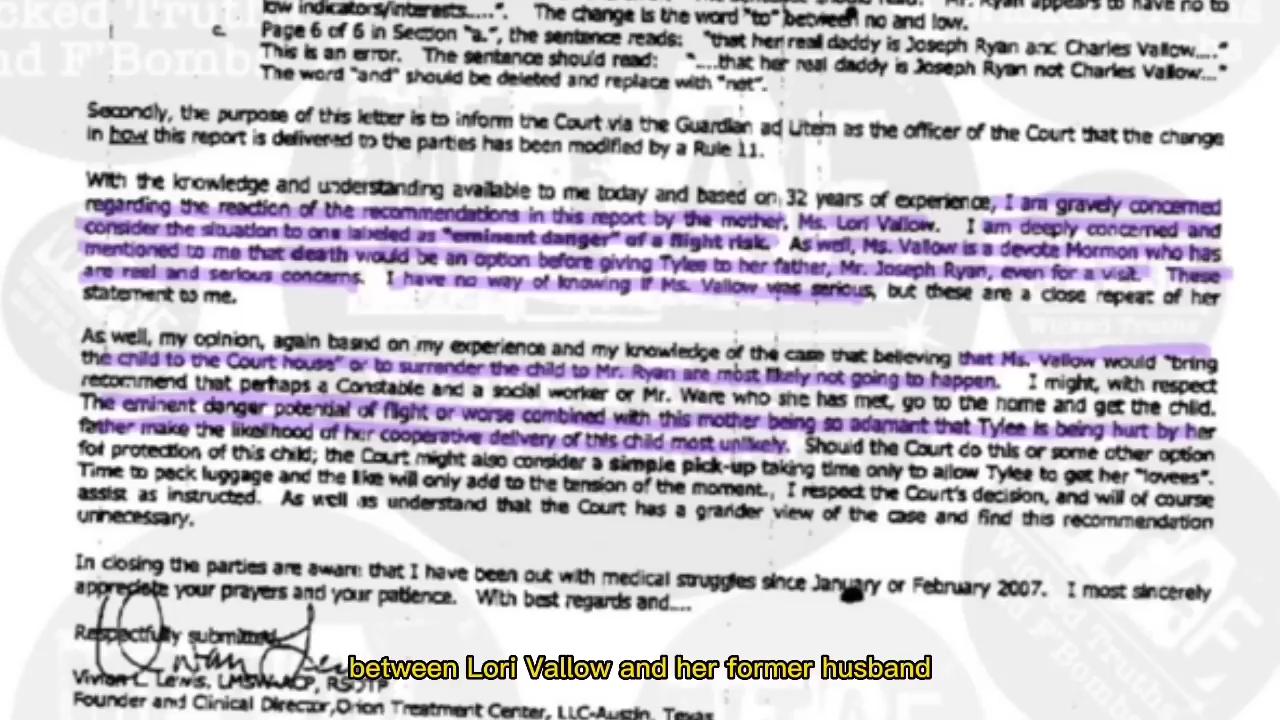 low indicators/interests.....". The change is the word "to" between no and low.
c. Page 6 of 6 in Section "a.", the sentence reads: "that her real daddy is Joseph Ryan and Charles Vallow...."
This is an error. The sentence should read: "....that her real daddy is Joseph Ryan not Charles Vallow..."
The word "and" should be deleted and replace with "not".
Secondly, the purpose of this letter is to inform the Court via the Guardian ad Litem as the officer of the Court that the change
in how this report is delivered to the parties has been modified by a Rule 11.
With the knowledge and understanding available to me today and based on 32 years of experience, I am gravely concerned
regarding the reaction of the recommendations in this report by the mother, Ms. Lori Vallow. I am deeply concerned and
consider the situation to one labeled as "eminent danger" of a flight risk. As well, Ms. Vallow is a devote Mormon who has
mentioned to me that death would be an option before giving Tylee to her father, Mr. Joseph Ryan, even for a visit. These
are reel and serious concerns. I have no way of knowing if Ms. Vallow was serious, but these are a close repeat of her
statement to me.
As well, my opinion, again based on my experience and my knowledge of the case that believing that Ms. Vallow would "bring
the child to the Court house" or to surrender the child to Mr. Ryan are most likely not going to happen. I might, with respect
recommend that perhaps a Constable and a social worker or Mr. Ware who she has met, go to the home and get the child.
The eminent danger potential of flight or worse combined with this mother being so adamant that Tylee is being hurt by her
father make the likelihood of her cooperative delivery of this child most unlikely. Should the Court do this or some other option
for protection of this child; the Court might also consider a simple pick-up taking time only to allow Tylee to get her "lovees".
Time to pack luggage and the like will only add to the tension of the moment., I respect the Court's decision, and will of course
assist as instructed. As well as understand that the Court has a grander view of the case and find this recommendation
unnecessary.
In closing the parties are aware that I have been out with medical struggles since January or February 2007. I most sincerely
appreciate your prayers and your patience. With best regards and....
Respectfully submitted
Vivian L. Lewis, LMSW-ACP, RSOTP
Founder and Clinical Director, Orion Treatment Center, LLC-Austin, Texas
between Lori Vallow and her former husband